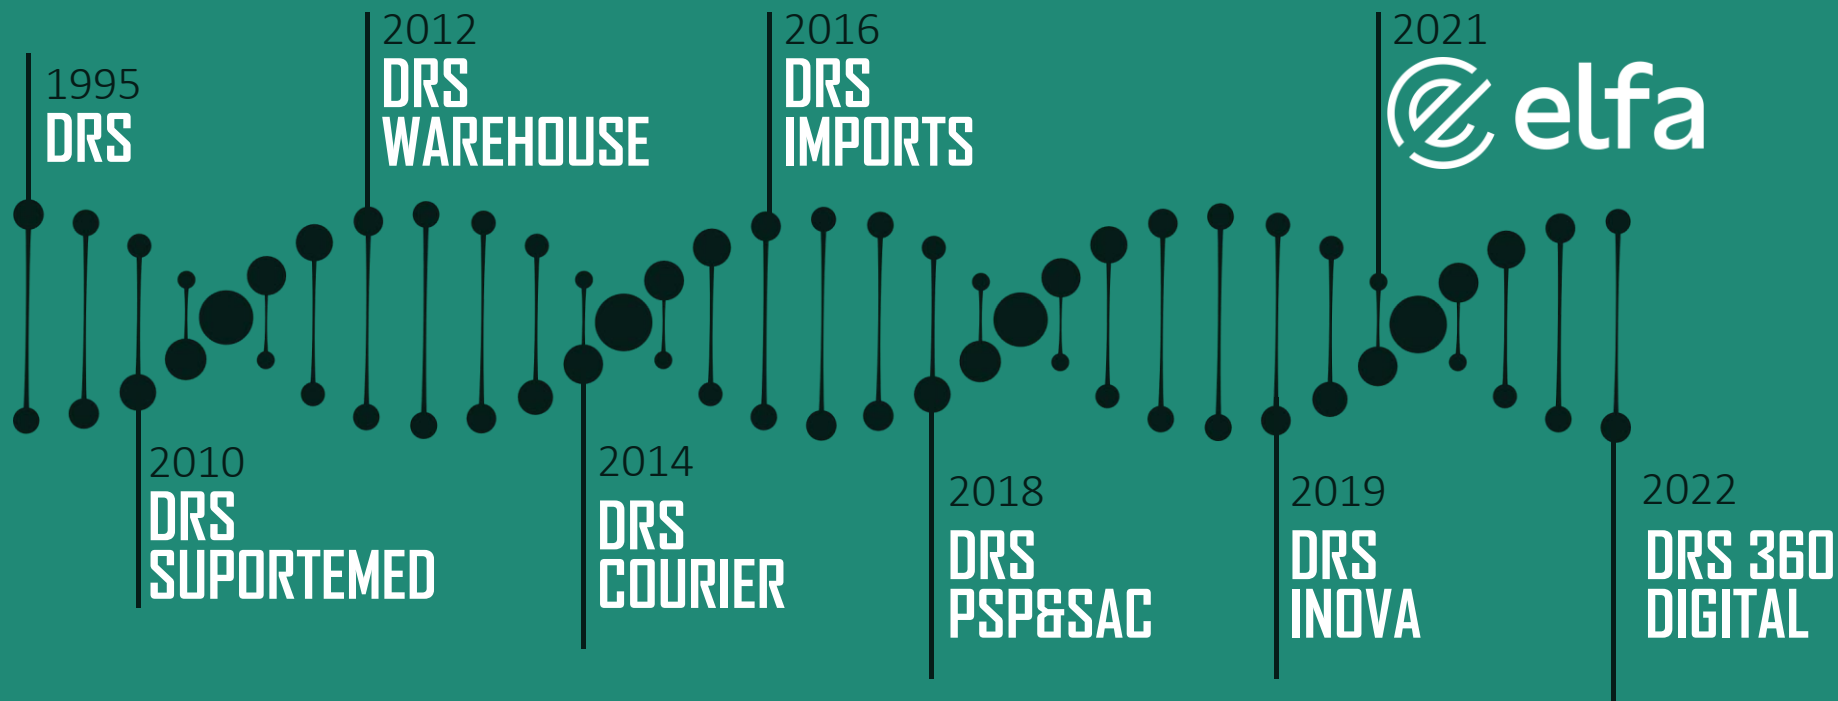 1995
DRS
2012
DRS
WAREHOUSE
2016
DRS
IMPORTS
2021
elfa
2010
DRS
SUPORTEMED
2014
DRS
COURIER
2018
DRS
PSP&SAC
2019
DRS
INOVA
2022
DRS 360
DIGITAL